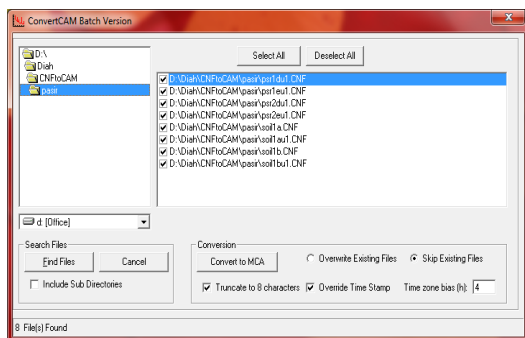 ConvertCAM Batch Version
x
Select All Deselect All
D:\
Diah
CNFtoCAM
pasir
D:\Diah\CNFtoCAM\pasir\psr1du1.CNF
D:\Diah\CNFtoCAM\pasir\psr1eu1.CNF
D:\Diah\CNFtoCAM\pasir\psr2du1.CNF
D:\Diah\CNFtoCAM\pasir\psr2eu1.CNF
D:\Diah\CNFtoCAM\pasir\soil1a.CNF
D:\Diah\CNFtoCAM\pasir\soil1au1.CNF
D:\Diah\CNFtoCAM\pasir\soil1b.CNF
D:\Diah\CNFtoCAM\pasir\soil1bu1.CNF
d: [Office]
Search Files
Find Files Cancel
Include Sub Directories
Conversion
Convert to MCA Overwrite Existing Files Skip Existing Files
Truncate to 8 characters Override Time Stamp Time zone bias (h): 4
8 File(s) Found